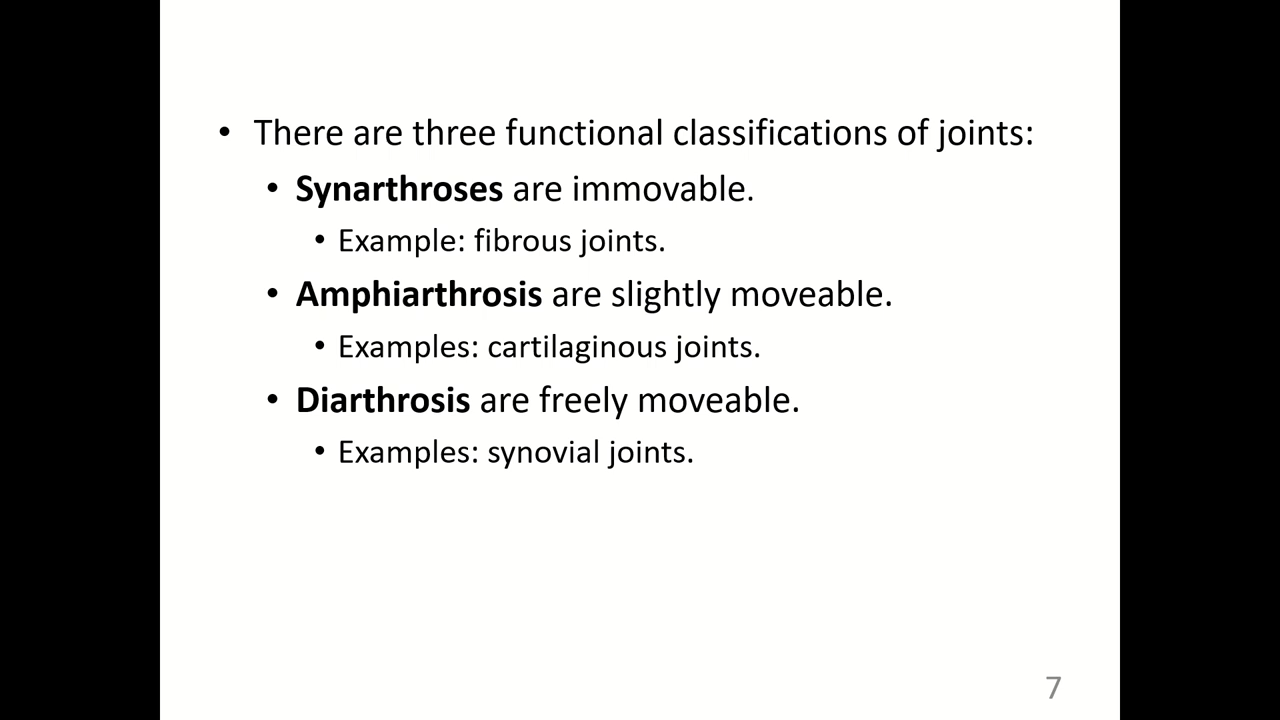 • There are three functional classifications of joints:
• Synarthroses are immovable.
• Example: fibrous joints.
• Amphiarthrosis are slightly moveable.
• Examples: cartilaginous joints.
• Diarthrosis are freely moveable.
• Examples: synovial joints.
7